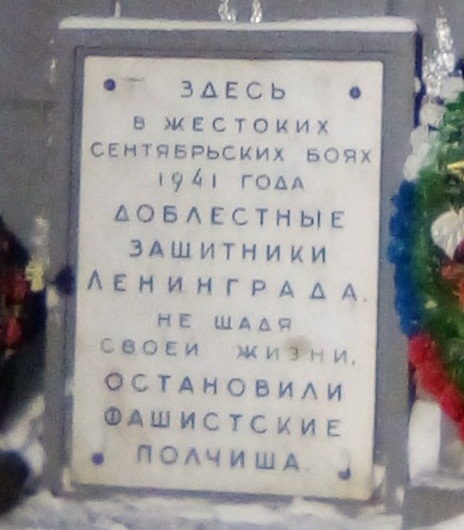 ЗДЕСЬ
В ЖЕСТОКИХ
СЕНТЯБРЬСКИХ БОЯХ
1941 ГОДА
ДОБЛЕСТНЫЕ
ЗАЩИТНИКИ
ЛЕНИНГРАДА,
НЕ ЩАДЯ
СВОЕЙ ЖИЗНИ,
ОСТАНОВИЛИ
ФАШИСТСКИЕ
ПОЛЧИЩА